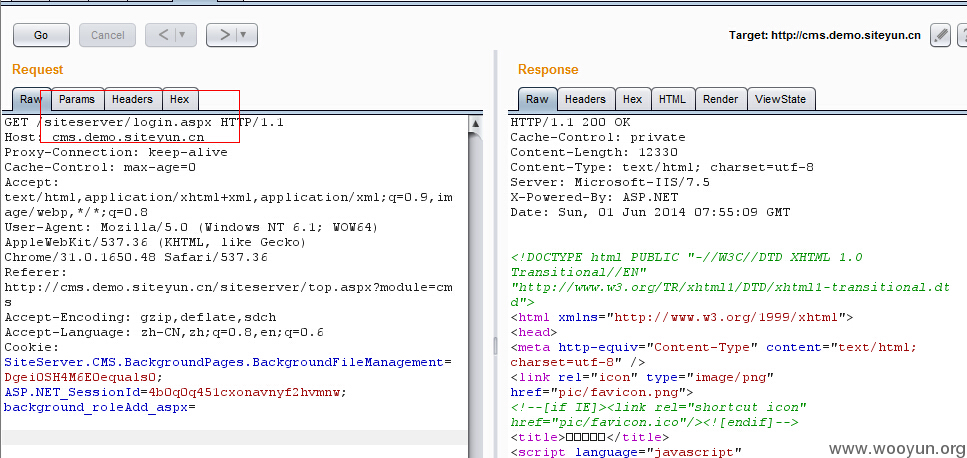 Go Cancel < > Target: http://cms.demo.siteyun.cn ?
Request Response
Raw Params Headers Hex
Raw Headers Hex HTML Render ViewState
GET /siteserver/login.aspx HTTP/1.1
Host: cms.demo.siteyun.cn
Proxy-Connection: keep-alive
Cache-Control: max-age=0
Accept:
text/html,application/xhtml+xml,application/xml;q=0.9,im
age/webp,*/*;q=0.8
User-Agent: Mozilla/5.0 (Windows NT 6.1; WOW64)
AppleWebKit/537.36 (KHTML, like Gecko)
Chrome/31.0.1650.48 Safari/537.36
Referer:
http://cms.demo.siteyun.cn/siteserver/top.aspx?module=cm
s
Accept-Encoding: gzip,deflate,sdch
Accept-Language: zh-CN,zh;q=0.8,en;q=0.6
Cookie:
SiteServer.CMS.BackgroundPages.BackgroundFileManagement=
Dgei0SH4M6E0equals0;
ASP.NET_SessionId=4b0q0q451cxonavnyf2hvmnw;
background_roleAdd_aspx=
HTTP/1.1 200 OK
Cache-Control: private
Content-Length: 12330
Content-Type: text/html; charset=utf-8
Server: Microsoft-IIS/7.5
X-Powered-By: ASP.NET
Date: Sun, 01 Jun 2014 07:55:09 GMT
<!DOCTYPE html PUBLIC "-//W3C//DTD XHTML 1.0
Transitional//EN"
"http://www.w3.org/TR/xhtml1/DTD/xhtml1-transitional.dt
d">
<html xmlns="http://www.w3.org/1999/xhtml">
<head>
<meta http-equiv="Content-Type" content="text/html;
charset=utf-8" />
<link rel="icon" type="image/png"
href="pic/favicon.png">
<!--[if IE]><link rel="shortcut icon"
href="pic/favicon.ico"/><![endif]-->
<title>□□□□□</title>
<script language="javascript"
www.wooyun.org